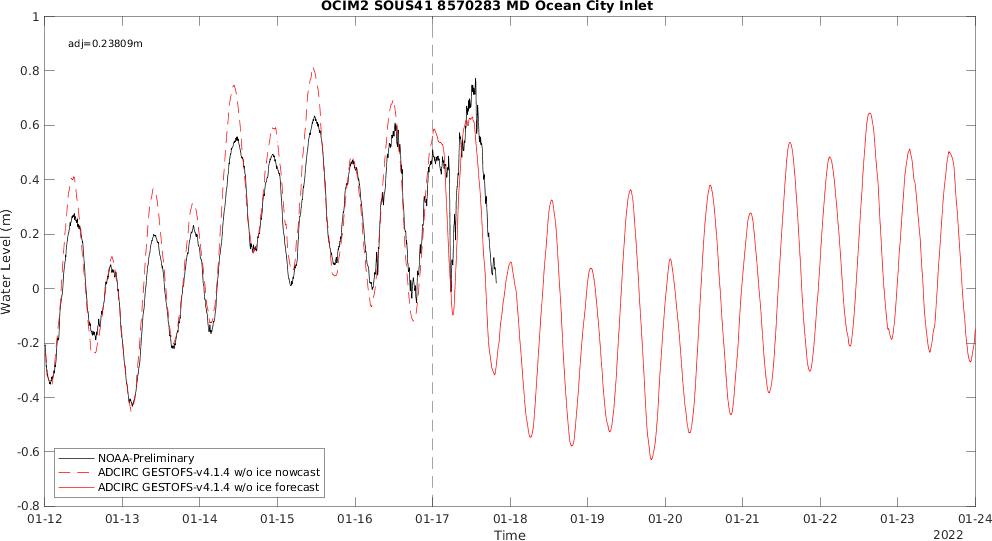 OCIM2 SOUS41 8570283 MD Ocean City Inlet
adj=0.23809m
Water Level (m)
1
0.8
0.6
0.4
0.2
0
-0.2
-0.4
-0.6
-0.8
NOAA-Preliminary
ADCIRC GESTOFS-v4.1.4 w/o ice nowcast
ADCIRC GESTOFS-v4.1.4 w/o ice forecast
01-12 01-13 01-14 01-15 01-16 01-17 01-18 01-19 01-20 01-21 01-22 01-23 01-24
Time
2022